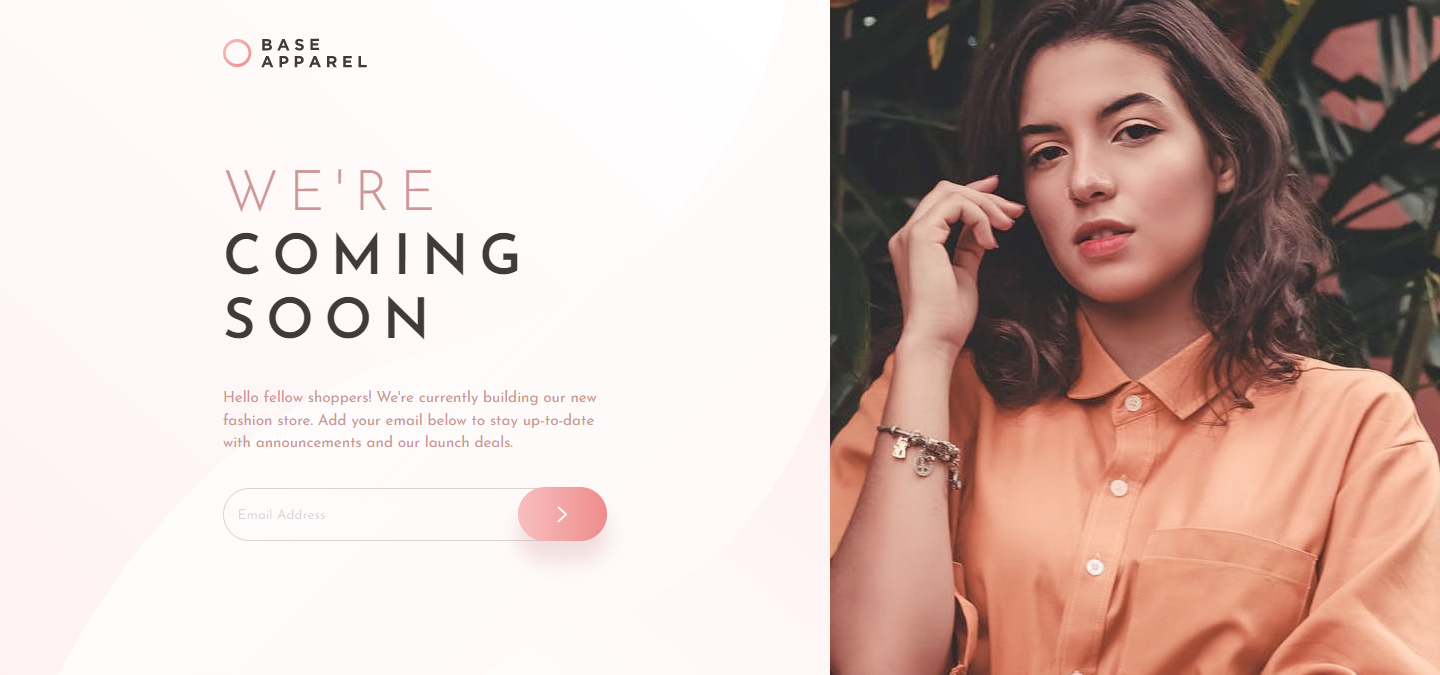 BASE
APPAREL
WE'RE
COMING
SOON
Hello fellow shoppers! We're currently building our new
fashion store. Add your email below to stay up-to-date
with announcements and our launch deals.
Email Address